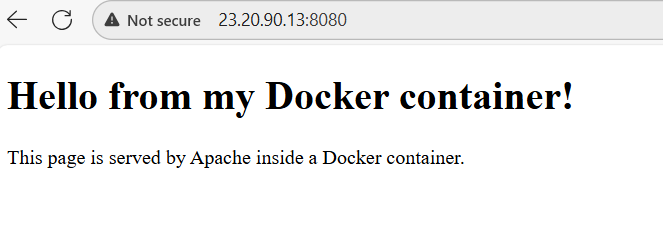 Not secure 23.20.90.13:8080
Hello from my Docker container!
This page is served by Apache inside a Docker container.